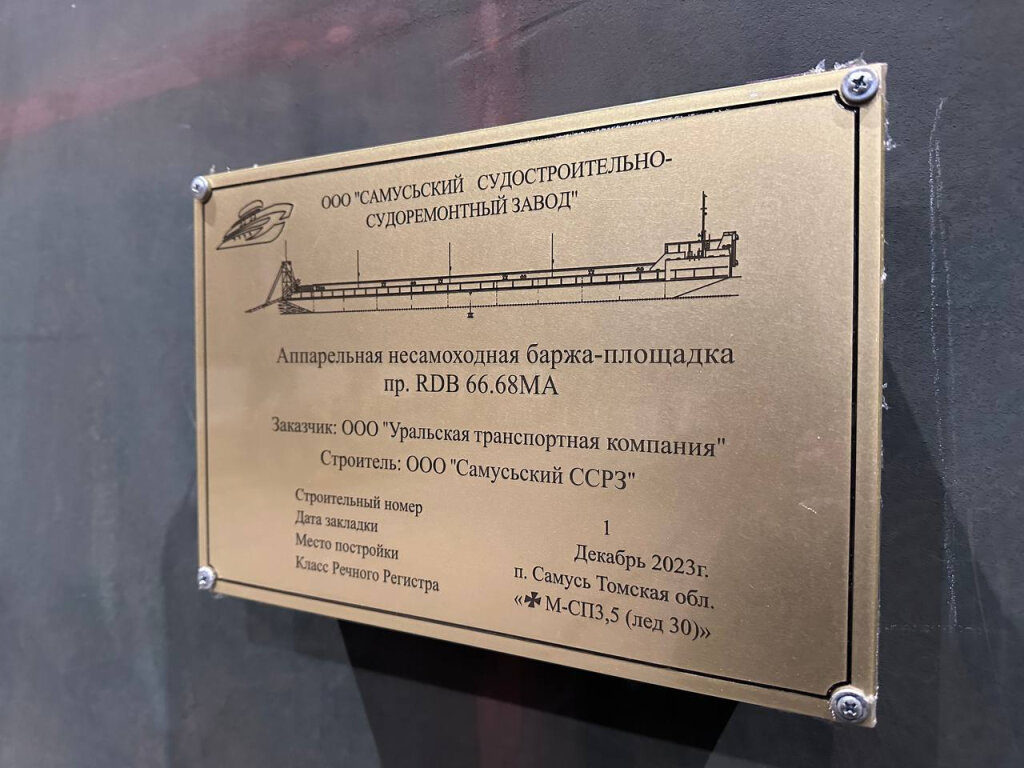 ООО "САМУСЬСКИЙ СУДОСТРОИТЕЛЬНО-
СУДОРЕМОНТНЫЙ ЗАВОД"
Аппарельная несамоходная баржа-площадка
пр. RDB 66.68МА
Заказчик: ООО "Уральская транспортная компания"
Строитель: ООО "Самусьский ССРЗ"
Строительный номер 1
Дата закладки Декабрь 2023г.
Место постройки п. Самусь Томская обл.
Класс Речного Регистра «✠ М-СП3,5 (лед 30)»